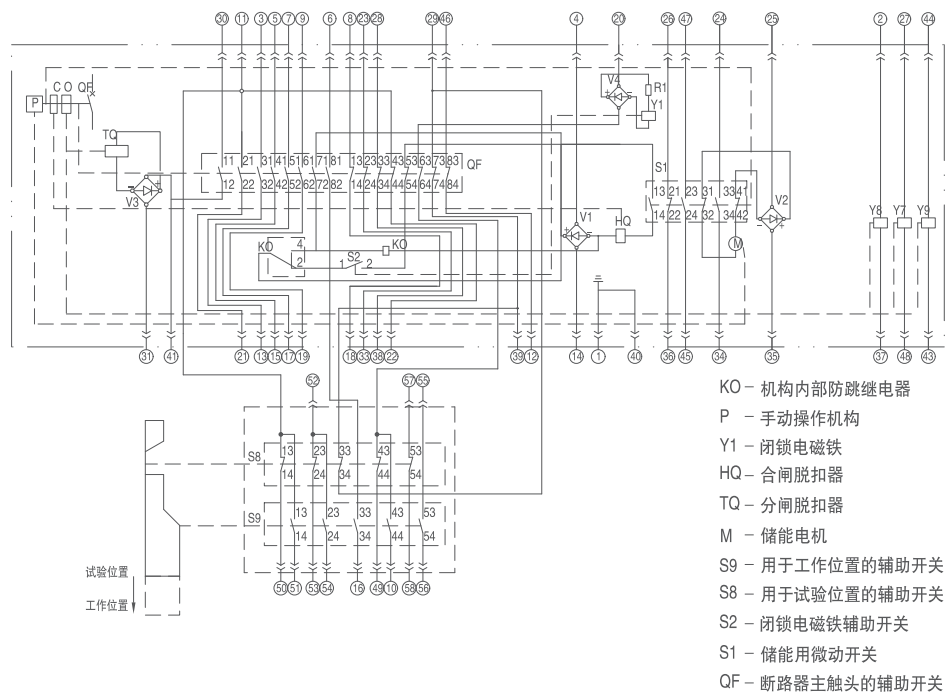 30 11 3 5 7 9 6 8 23 28 29 46 4 20 26 47 24 25 2 27 44
C O QF V4 R1
P Y1
TQ QF S1
11 21 31 41 51 61 71 81 13 23 33 43 53 63 73 83
12 22 32 42 52 62 72 82 14 24 34 44 54 64 74 84
13 21 23 31 33 41
14 22 24 32 34 42
V3 V1 HQ V2 Y8 Y7 Y9
KO 4 KO M
2 1 S2 2
31 41 21 13 15 17 19 18 33 38 22 39 12 14 1 40 36 45 34 35 37 48 43
52 57 55
S8 13 23 33 43 53
14 24 34 44 54
S9 13 23 33 43 53
14 24 34 44 54
试验位置
工作位置
50 51 53 54 16 49 10 58 56
KO – 机构内部防跳继电器
P – 手动操作机构
Y1 – 闭锁电磁铁
HQ – 合闸脱扣器
TQ – 分闸脱扣器
M – 储能电机
S9 – 用于工作位置的辅助开关
S8 – 用于试验位置的辅助开关
S2 – 闭锁电磁铁辅助开关
S1 – 储能用微动开关
QF – 断路器主触头的辅助开关